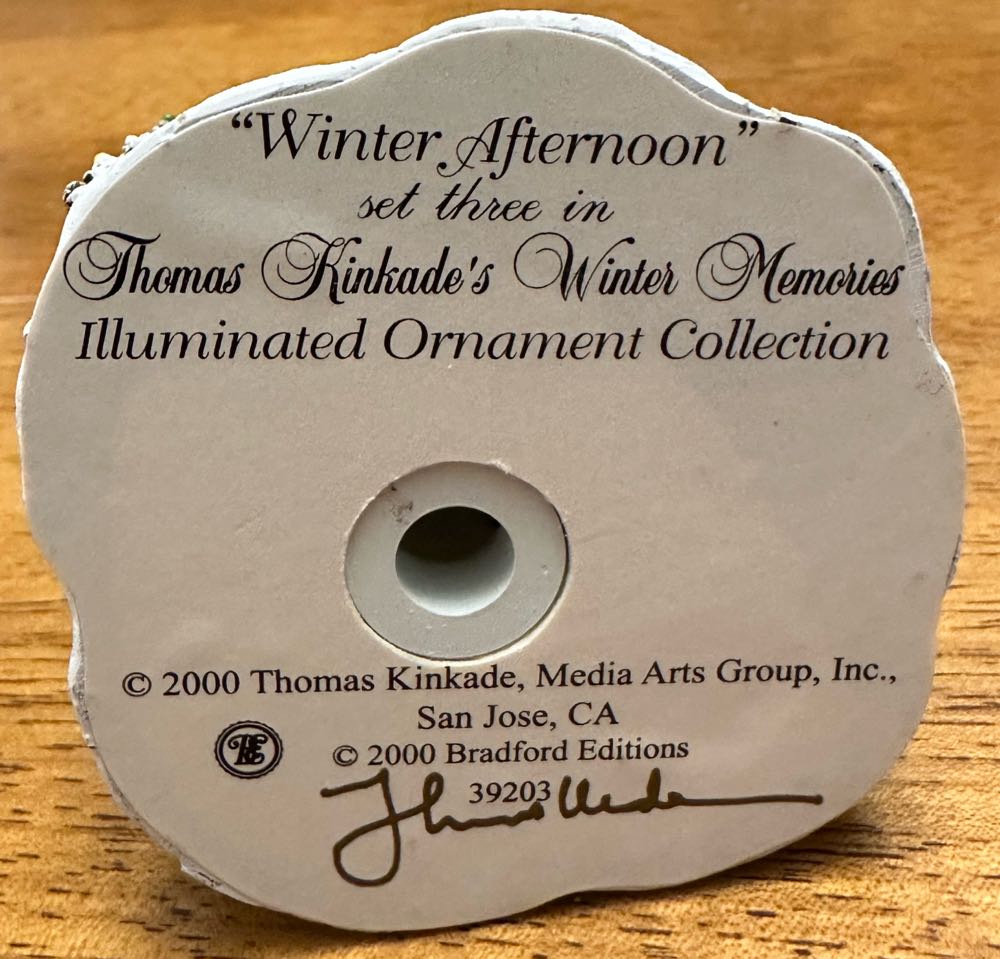 “Winter Afternoon”
set three in
Thomas Kinkade's Winter Memories
Illuminated Ornament Collection
© 2000 Thomas Kinkade, Media Arts Group, Inc.,
San Jose, CA
BE © 2000 Bradford Editions
39203